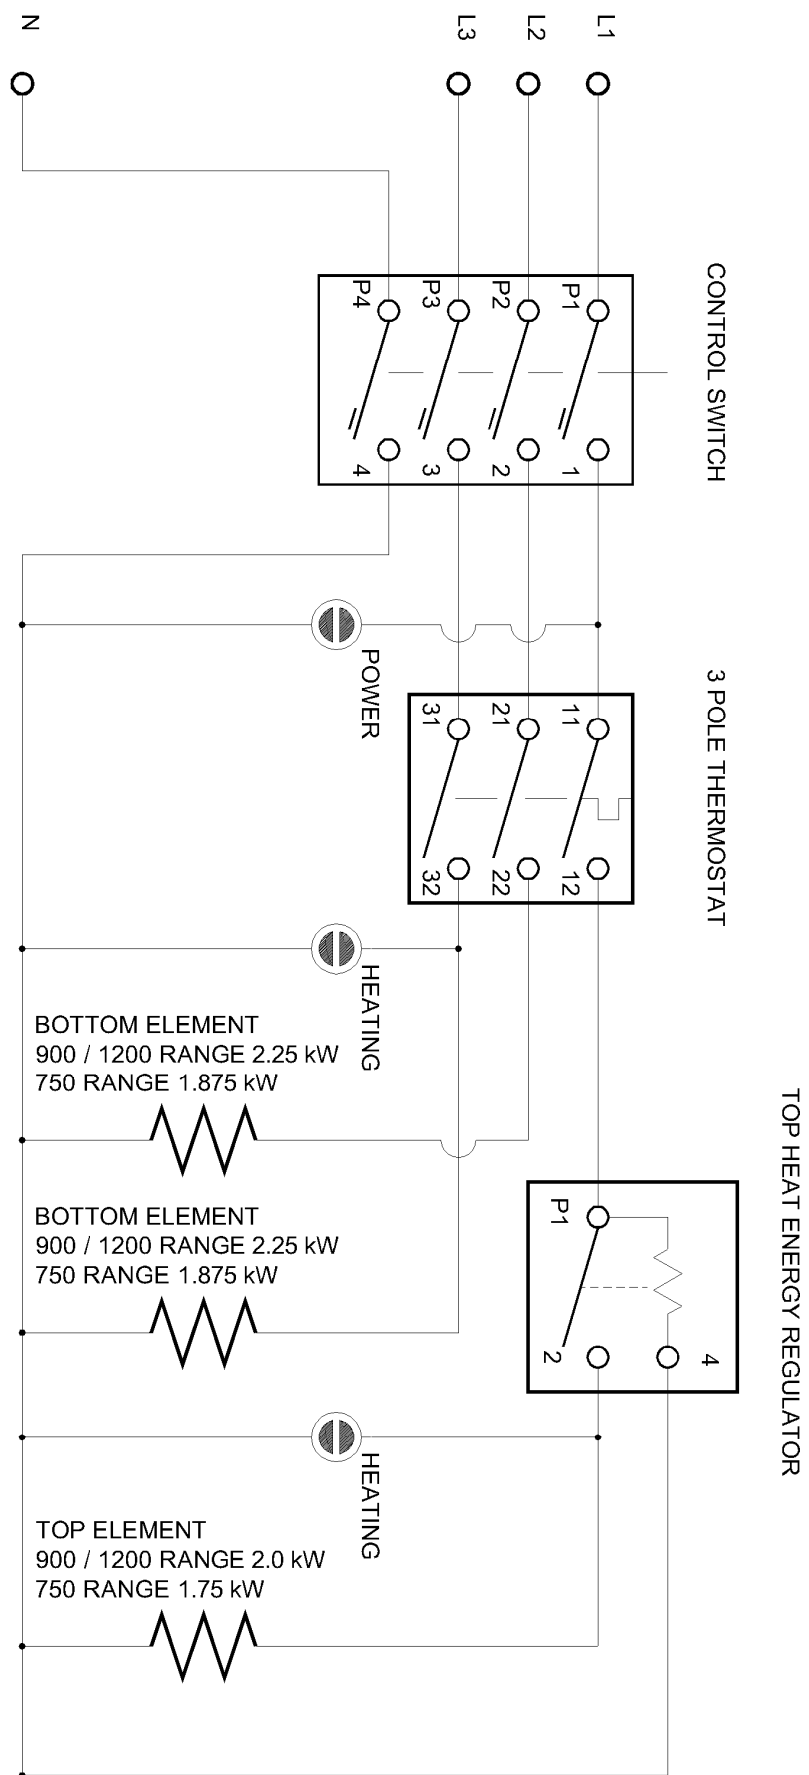 N
L3
L2
L1
CONTROL SWITCH
P4
P3
P2
P1
4
3
2
1
POWER
3 POLE THERMOSTAT
31
21
11
32
22
12
HEATING
BOTTOM ELEMENT
900 / 1200 RANGE 2.25 kW
750 RANGE 1.875 kW
TOP HEAT ENERGY REGULATOR
P1
2
4
BOTTOM ELEMENT
900 / 1200 RANGE 2.25 kW
750 RANGE 1.875 kW
HEATING
TOP ELEMENT
900 / 1200 RANGE 2.0 kW
750 RANGE 1.75 kW